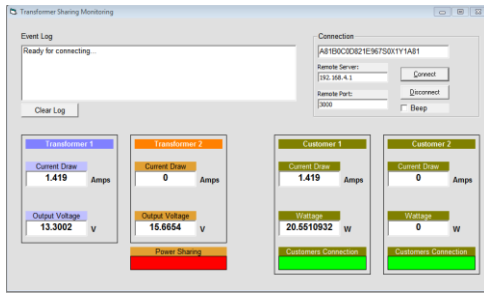 Transformer Sharing Monitoring
Event Log
Ready for connecting...
Clear Log
Connection
A81B0C0D821E967S0X1Y1A81
Remote Server:
192.168.4.1
Connect
Remote Port:
3000
Disconnect
Beep
Transformer 1
Current Draw
1.419 Amps
Output Voltage
13.3002 V
Transformer 2
Current Draw
0 Amps
Output Voltage
15.6654 V
Power Sharing
Customer 1
Current Draw
1.419 Amps
Wattage
20.5510932 W
Customers Connection
Customer 2
Current Draw
0 Amps
Wattage
0 W
Customers Connection